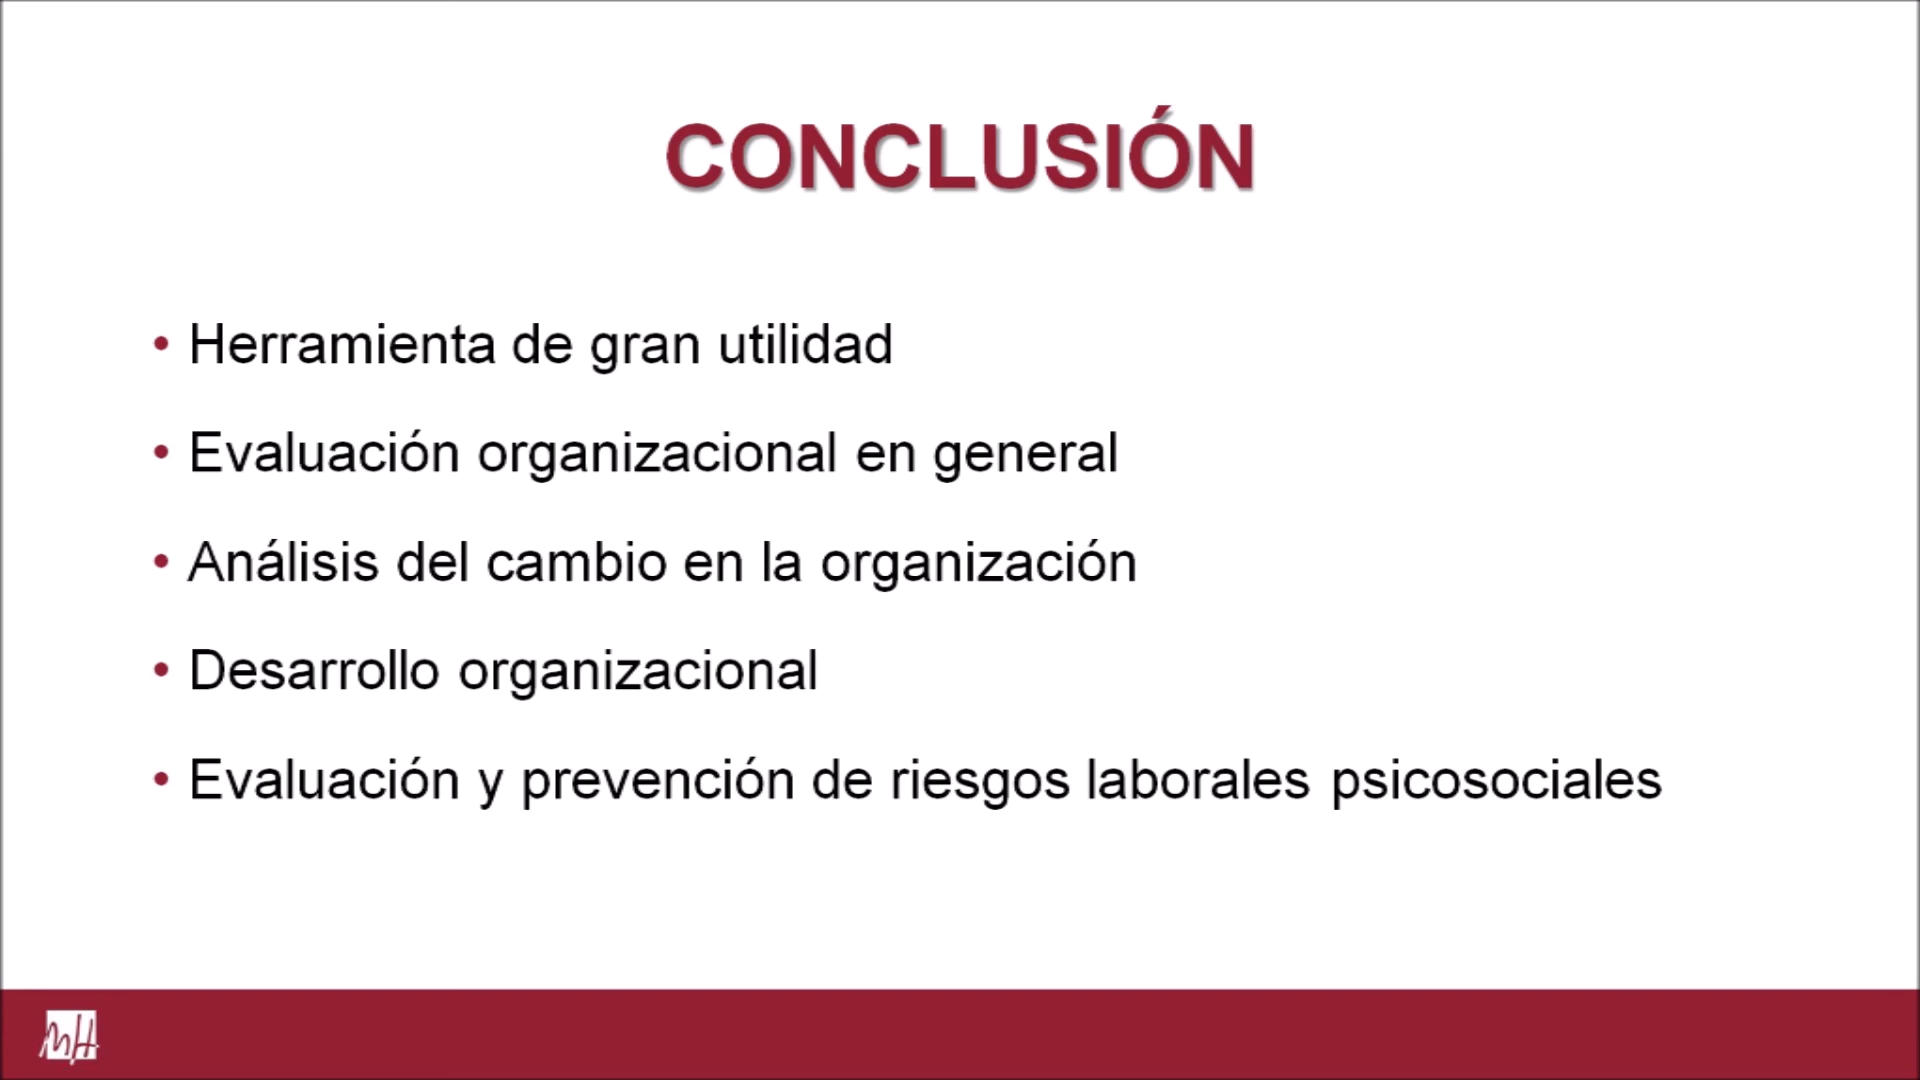 CONCLUSIÓN
• Herramienta de gran utilidad
• Evaluación organizacional en general
• Análisis del cambio en la organización
• Desarrollo organizacional
• Evaluación y prevención de riesgos laborales psicosociales
MH